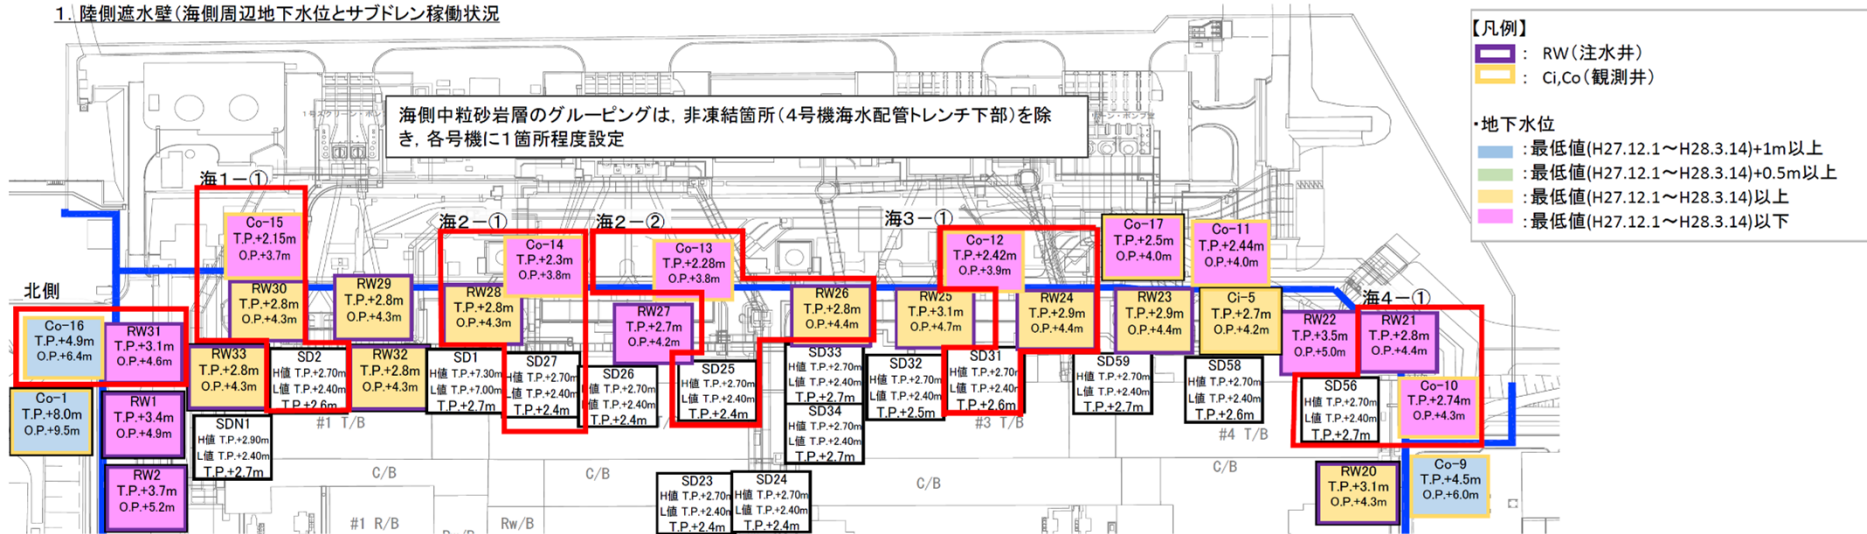 1. 陸側遮水壁(海側周辺地下水位とサブドレン稼働状況
【凡例】
: RW(注水井)
: Ci,Co(観測井)
・地下水位
:最低値(H27.12.1～H28.3.14)+1m以上
:最低値(H27.12.1～H28.3.14)+0.5m以上
:最低値(H27.12.1～H28.3.14)以上
:最低値(H27.12.1～H28.3.14)以下
海側中粒砂岩層のグルーピングは,非凍結箇所(4号機海水配管トレンチ下部)を除
き,各号機に1箇所程度設定
海1-①
海2-①
海2-②
海3-①
海4-①
北側
Co-15
T.P.+2.15m
O.P.+3.7m
Co-14
T.P.+2.3m
O.P.+3.8m
Co-13
T.P.+2.28m
O.P.+3.8m
Co-12
T.P.+2.42m
O.P.+3.9m
Co-17
T.P.+2.5m
O.P.+4.0m
Co-11
T.P.+2.44m
O.P.+4.0m
RW30
T.P.+2.8m
O.P.+4.3m
RW29
T.P.+2.8m
O.P.+4.3m
RW28
T.P.+2.8m
O.P.+4.3m
RW27
T.P.+2.7m
O.P.+4.2m
RW26
T.P.+2.8m
O.P.+4.4m
RW25
T.P.+3.1m
O.P.+4.7m
RW24
T.P.+2.9m
O.P.+4.4m
RW23
T.P.+2.9m
O.P.+4.4m
Ci-5
T.P.+2.7m
O.P.+4.2m
RW22
T.P.+3.5m
O.P.+5.0m
RW21
T.P.+2.8m
O.P.+4.4m
Co-16
T.P.+4.9m
O.P.+6.4m
RW31
T.P.+3.1m
O.P.+4.6m
RW33
T.P.+2.8m
O.P.+4.3m
SD2
H値 T.P.+2.70m
L値 T.P.+2.40m
T.P.+2.6m
RW32
T.P.+2.8m
O.P.+4.3m
SD1
H値 T.P.+7.30m
L値 T.P.+7.00m
T.P.+2.7m
SD27
H値 T.P.+2.70m
L値 T.P.+2.40m
T.P.+2.4m
SD26
H値 T.P.+2.70m
L値 T.P.+2.40m
T.P.+2.4m
SD25
H値 T.P.+2.70m
L値 T.P.+2.40m
T.P.+2.4m
SD33
H値 T.P.+2.70m
L値 T.P.+2.40m
T.P.+2.7m
SD32
H値 T.P.+2.70m
L値 T.P.+2.40m
T.P.+2.5m
SD31
H値 T.P.+2.70m
L値 T.P.+2.40m
T.P.+2.6m
SD59
H値 T.P.+2.70m
L値 T.P.+2.40m
T.P.+2.7m
SD58
H値 T.P.+2.70m
L値 T.P.+2.40m
T.P.+2.6m
SD56
H値 T.P.+2.70m
L値 T.P.+2.40m
T.P.+2.7m
Co-10
T.P.+2.74m
O.P.+4.3m
Co-1
T.P.+8.0m
O.P.+9.5m
RW1
T.P.+3.4m
O.P.+4.9m
SDN1
H値 T.P.+2.90m
L値 T.P.+2.40m
T.P.+2.7m
SD34
H値 T.P.+2.70m
L値 T.P.+2.40m
T.P.+2.7m
#1 T/B
#3 T/B
#4 T/B
RW2
T.P.+3.7m
O.P.+5.2m
C/B
C/B
C/B
C/B
SD23
H値 T.P.+2.70m
L値 T.P.+2.40m
T.P.+2.4m
SD24
H値 T.P.+2.70m
L値 T.P.+2.40m
T.P.+2.4m
RW20
T.P.+3.1m
O.P.+4.3m
Co-9
T.P.+4.5m
O.P.+6.0m
#1 R/B
Rw/B